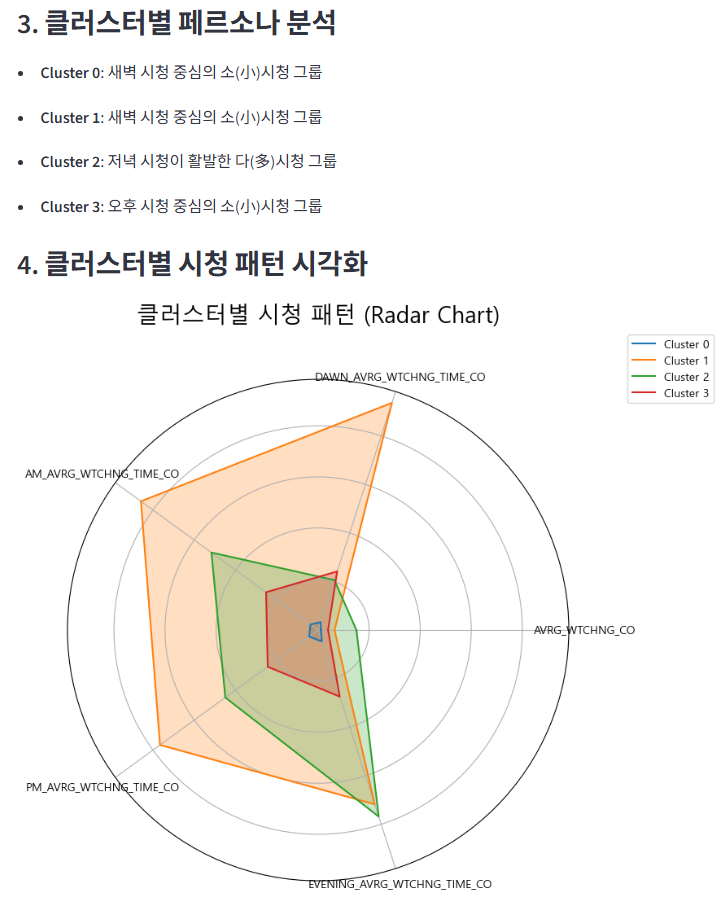 3. 클러스터별 페르소나 분석
• Cluster 0: 새벽 시청 중심의 소(小)시청 그룹
• Cluster 1: 새벽 시청 중심의 소(小)시청 그룹
• Cluster 2: 저녁 시청이 활발한 다(多)시청 그룹
• Cluster 3: 오후 시청 중심의 소(小)시청 그룹
4. 클러스터별 시청 패턴 시각화
클러스터별 시청 패턴 (Radar Chart)
Cluster 0
Cluster 1
Cluster 2
Cluster 3
DAWN_AVRG_WTCHNG_TIME_CO
AM_AVRG_WTCHNG_TIME_CO
AVRG_WTCHNG_CO
PM_AVRG_WTCHNG_TIME_CO
EVENING_AVRG_WTCHNG_TIME_CO